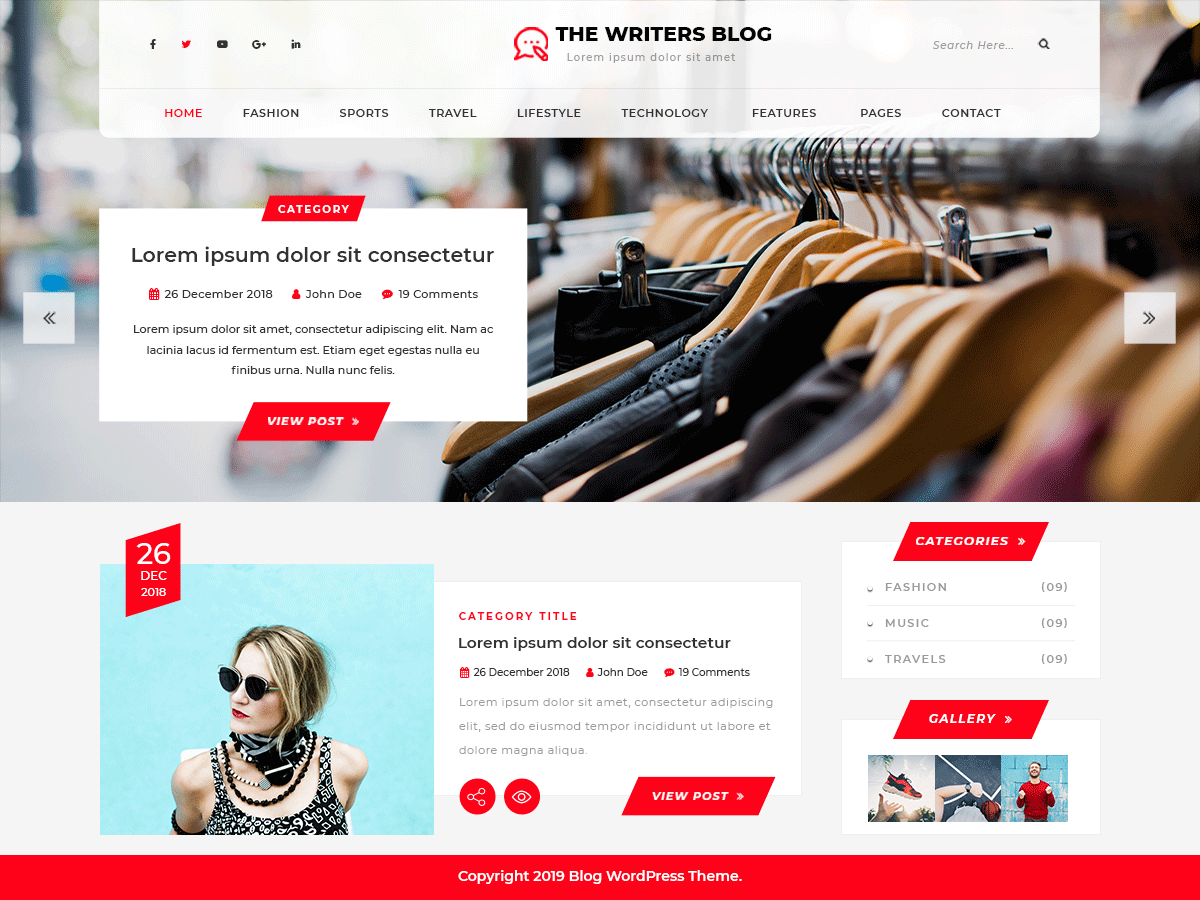 THE WRITERS BLOG
Lorem ipsum dolor sit amet
Search Here...
HOME FASHION SPORTS TRAVEL LIFESTYLE TECHNOLOGY FEATURES PAGES CONTACT
CATEGORY
Lorem ipsum dolor sit consectetur
26 December 2018 John Doe 19 Comments
Lorem ipsum dolor sit amet, consectetur adipiscing elit. Nam ac
lacinia lacus id fermentum est. Etiam eget egestas nulla eu
finibus urna. Nulla nunc felis.
VIEW POST
26
DEC
2018
CATEGORY TITLE
Lorem ipsum dolor sit consectetur
26 December 2018 John Doe 19 Comments
Lorem ipsum dolor sit amet, consectetur adipiscing
elit, sed do eiusmod tempor incididunt ut labore et
dolore magna aliqua.
VIEW POST
CATEGORIES
FASHION (09)
MUSIC (09)
TRAVELS (09)
GALLERY
Copyright 2019 Blog WordPress Theme.